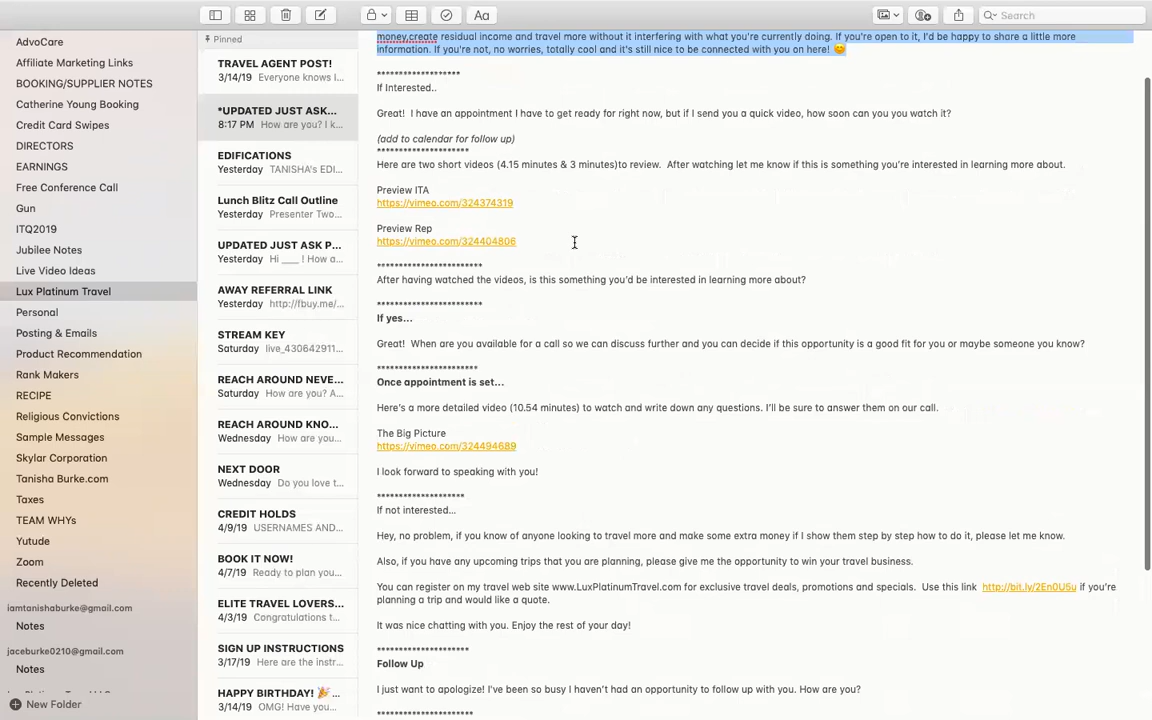 Search
AdvoCare
Affiliate Marketing Links
BOOKING/SUPPLIER NOTES
Catherine Young Booking
Credit Card Swipes
DIRECTORS
EARNINGS
Free Conference Call
Gun
ITQ2019
Jubilee Notes
Live Video Ideas
Lux Platinum Travel
Personal
Posting & Emails
Product Recommendation
Rank Makers
RECIPE
Religious Convictions
Sample Messages
Skylar Corporation
Tanisha Burke.com
Taxes
TEAM WHYs
Yutude
Zoom
Recently Deleted
iamtanishaburke@gmail.com
Notes
jaceburke0210@gmail.com
Notes
New Folder
Pinned
TRAVEL AGENT POST!
3/14/19 Everyone knows I...
*UPDATED JUST ASK...
8:17 PM How are you? I k...
EDIFICATIONS
Yesterday TANISHA's EDI...
Lunch Blitz Call Outline
Yesterday Presenter Two...
UPDATED JUST ASK P...
Yesterday Hi ____ ! How a...
AWAY REFERRAL LINK
Yesterday http://fbuy.me/...
STREAM KEY
Saturday live_430642911...
REACH AROUND NEVE...
Saturday How are you? A...
REACH AROUND KNO...
Wednesday How are you...
NEXT DOOR
Wednesday Do you love t...
CREDIT HOLDS
4/9/19 USERNAMES AND...
BOOK IT NOW!
4/7/19 Ready to plan you...
ELITE TRAVEL LOVERS...
4/3/19 Congratulations t...
SIGN UP INSTRUCTIONS
3/17/19 Here are the instr...
HAPPY BIRTHDAY! 🎉 ...
3/14/19 OMG! Have you...
money,create residual income and travel more without it interfering with what you're currently doing. If you're open to it, I'd be happy to share a little more
information. If you're not, no worries, totally cool and it's still nice to be connected with you on here! 😊
*******************
If Interested..
Great! I have an appointment I have to get ready for right now, but if I send you a quick video, how soon can you you watch it?
(add to calendar for follow up)
*********************
Here are two short videos (4.15 minutes & 3 minutes)to review. After watching let me know if this is something you're interested in learning more about.
Preview ITA
https://vimeo.com/324374319
Preview Rep
https://vimeo.com/324404806
************************
After having watched the videos, is this something you'd be interested in learning more about?
************************
If yes...
Great! When are you available for a call so we can discuss further and you can decide if this opportunity is a good fit for you or maybe someone you know?
***********************
Once appointment is set...
Here's a more detailed video (10.54 minutes) to watch and write down any questions. I'll be sure to answer them on our call.
The Big Picture
https://vimeo.com/324494689
I look forward to speaking with you!
********************
If not interested...
Hey, no problem, if you know of anyone looking to travel more and make some extra money if I show them step by step how to do it, please let me know.
Also, if you have any upcoming trips that you are planning, please give me the opportunity to win your travel business.
You can register on my travel web site www.LuxPlatinumTravel.com for exclusive travel deals, promotions and specials. Use this link http://bit.ly/2En0U5u if you're
planning a trip and would like a quote.
It was nice chatting with you. Enjoy the rest of your day!
*********************
Follow Up
I just want to apologize! I've been so busy I haven't had an opportunity to follow up with you. How are you?
**********************